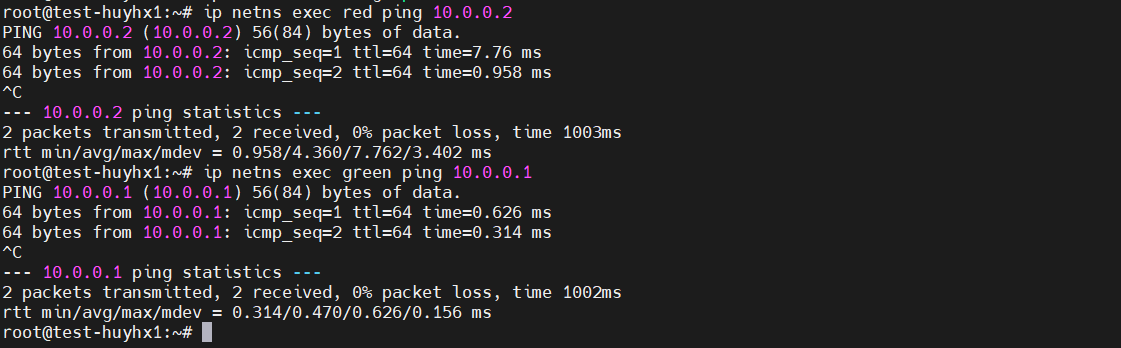 root@test-huyhx1:~# ip netns exec red ping 10.0.0.2
PING 10.0.0.2 (10.0.0.2) 56(84) bytes of data.
64 bytes from 10.0.0.2: icmp_seq=1 ttl=64 time=7.76 ms
64 bytes from 10.0.0.2: icmp_seq=2 ttl=64 time=0.958 ms
^C
--- 10.0.0.2 ping statistics ---
2 packets transmitted, 2 received, 0% packet loss, time 1003ms
rtt min/avg/max/mdev = 0.958/4.360/7.762/3.402 ms
root@test-huyhx1:~# ip netns exec green ping 10.0.0.1
PING 10.0.0.1 (10.0.0.1) 56(84) bytes of data.
64 bytes from 10.0.0.1: icmp_seq=1 ttl=64 time=0.626 ms
64 bytes from 10.0.0.1: icmp_seq=2 ttl=64 time=0.314 ms
^C
--- 10.0.0.1 ping statistics ---
2 packets transmitted, 2 received, 0% packet loss, time 1002ms
rtt min/avg/max/mdev = 0.314/0.470/0.626/0.156 ms
root@test-huyhx1:~#